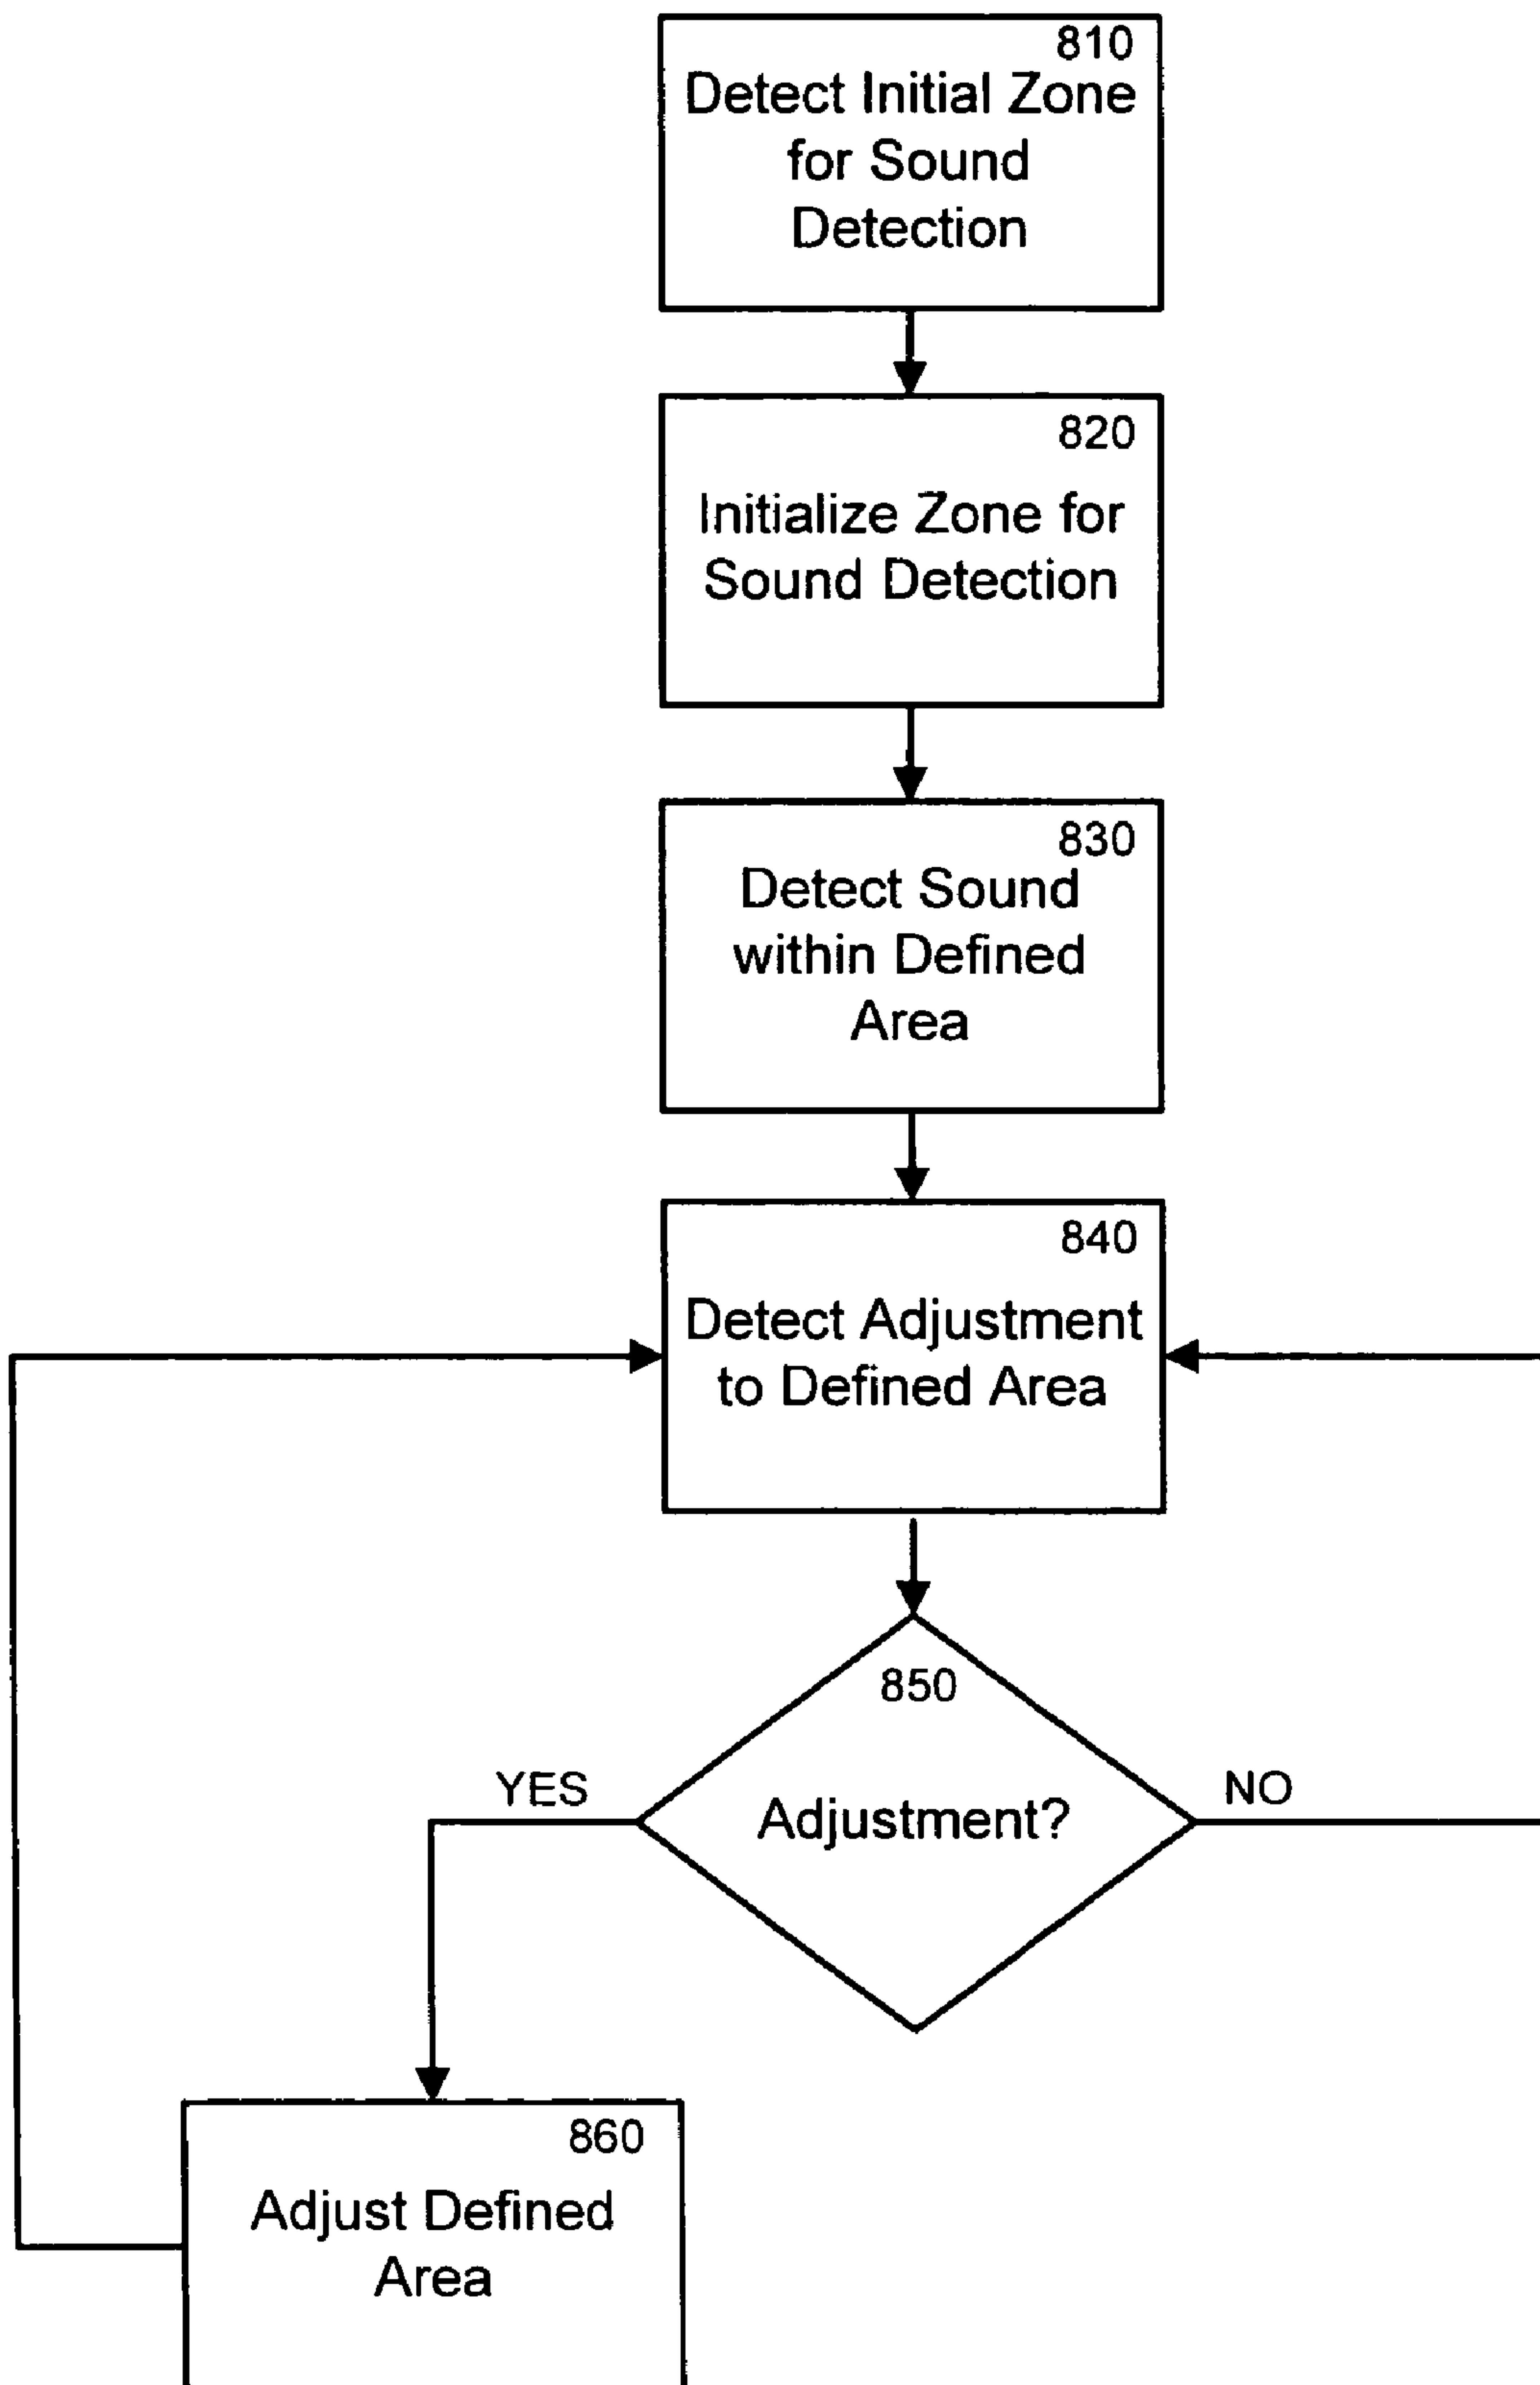 810
Detect Initial Zone
for Sound
Detection
820
Initialize Zone for
Sound Detection
830
Detect Sound
within Defined
Area
840
Detect Adjustment
to Defined Area
850
YES
Adjustment?
NO
860
Adjust Defined
Area